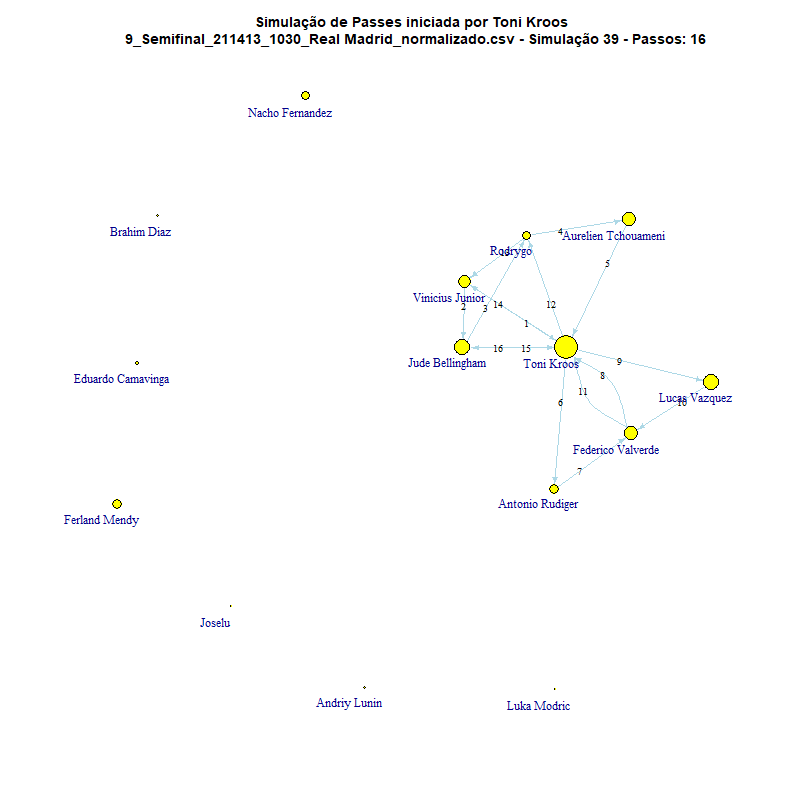 Simulação de Passes iniciada por Toni Kroos
9_Semifinal_211413_1030_Real Madrid_normalizado.csv - Simulação 39 - Passos: 16
Nacho Fernandez
Brahim Diaz
4
Aurelien Tchouameni
Rodrygo
13
5
Vinicius Junior
2
14
3
12
1
16
15
Jude Bellingham
Toni Kroos
9
8
Eduardo Camavinga
11
Lucas Vazquez
10
6
Federico Valverde
7
Antonio Rudiger
Ferland Mendy
Joselu
Andriy Lunin
Luka Modric